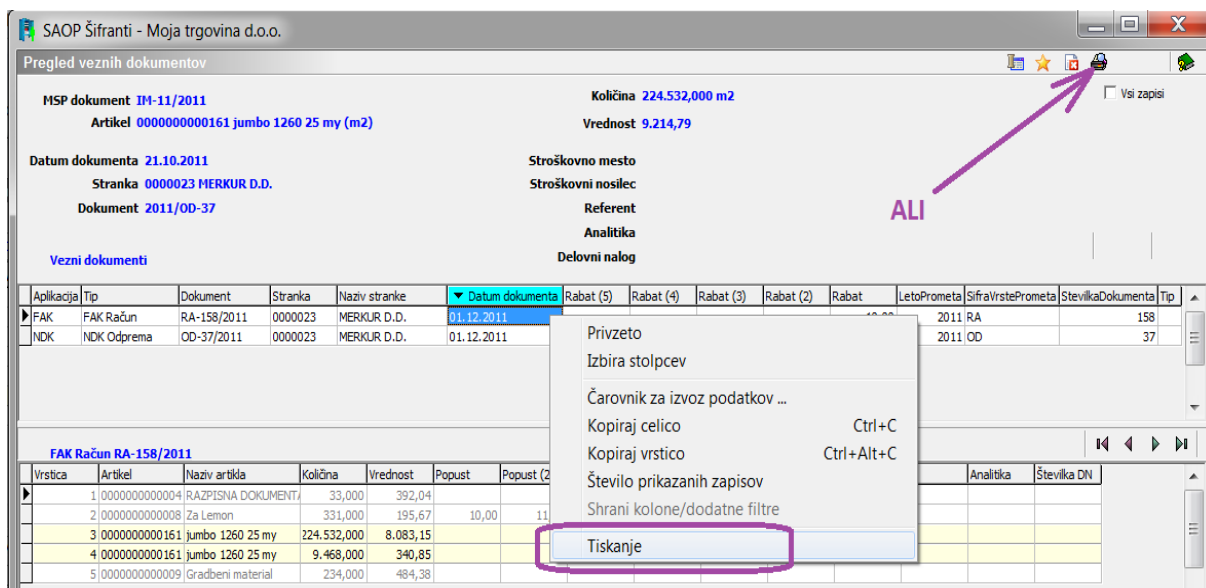 SAOP Šifranti - Moja trgovina d.o.o.
Pregled veznih dokumentov
MSP dokument IM-11/2011 Količina 224.532,000 m2 Vsi zapisi
Artikel 0000000000161 jumbo 1260 25 my (m2) Vrednost 9.214,79
Datum dokumenta 21.10.2011 Stroškovno mesto
Stranka 0000023 MERKUR D.D. Stroškovni nosilec
Dokument 2011/OD-37 Referent ALI
Analitika
Vezni dokumenti Delovni nalog
Aplikacija Tip Dokument Stranka Naziv stranke Datum dokumenta Rabat (5) Rabat (4) Rabat (3) Rabat (2) Rabat LetoPrometa SifraVrstePrometa StevilkaDokumenta Tip
FAK FAK Račun RA-158/2011 0000023 MERKUR D.D. 01.12.2011 2011 RA 158
NDK NDK Odprema OD-37/2011 0000023 MERKUR D.D. 01.12.2011 2011 OD 37
Privzeto
Izbira stolpcev
Čarovnik za izvoz podatkov ...
Kopiraj celico Ctrl+C
Kopiraj vrstico Ctrl+Alt+C
Število prikazanih zapisov
Shrani kolone/dodatne filtre
Tiskanje
FAK Račun RA-158/2011
Vrstica Artikel Naziv artikla Količina Vrednost Popust Popust (2 Analitika Številka DN
1 0000000000004 RAZPISNA DOKUMENT 33,000 392,04
2 0000000000008 Za Lemon 331,000 195,67 10,00 11
3 0000000000161 jumbo 1260 25 my 224.532,000 8.083,15
4 0000000000161 jumbo 1260 25 my 9.468,000 340,85
5 0000000000009 Gradbeni material 234,000 484,38